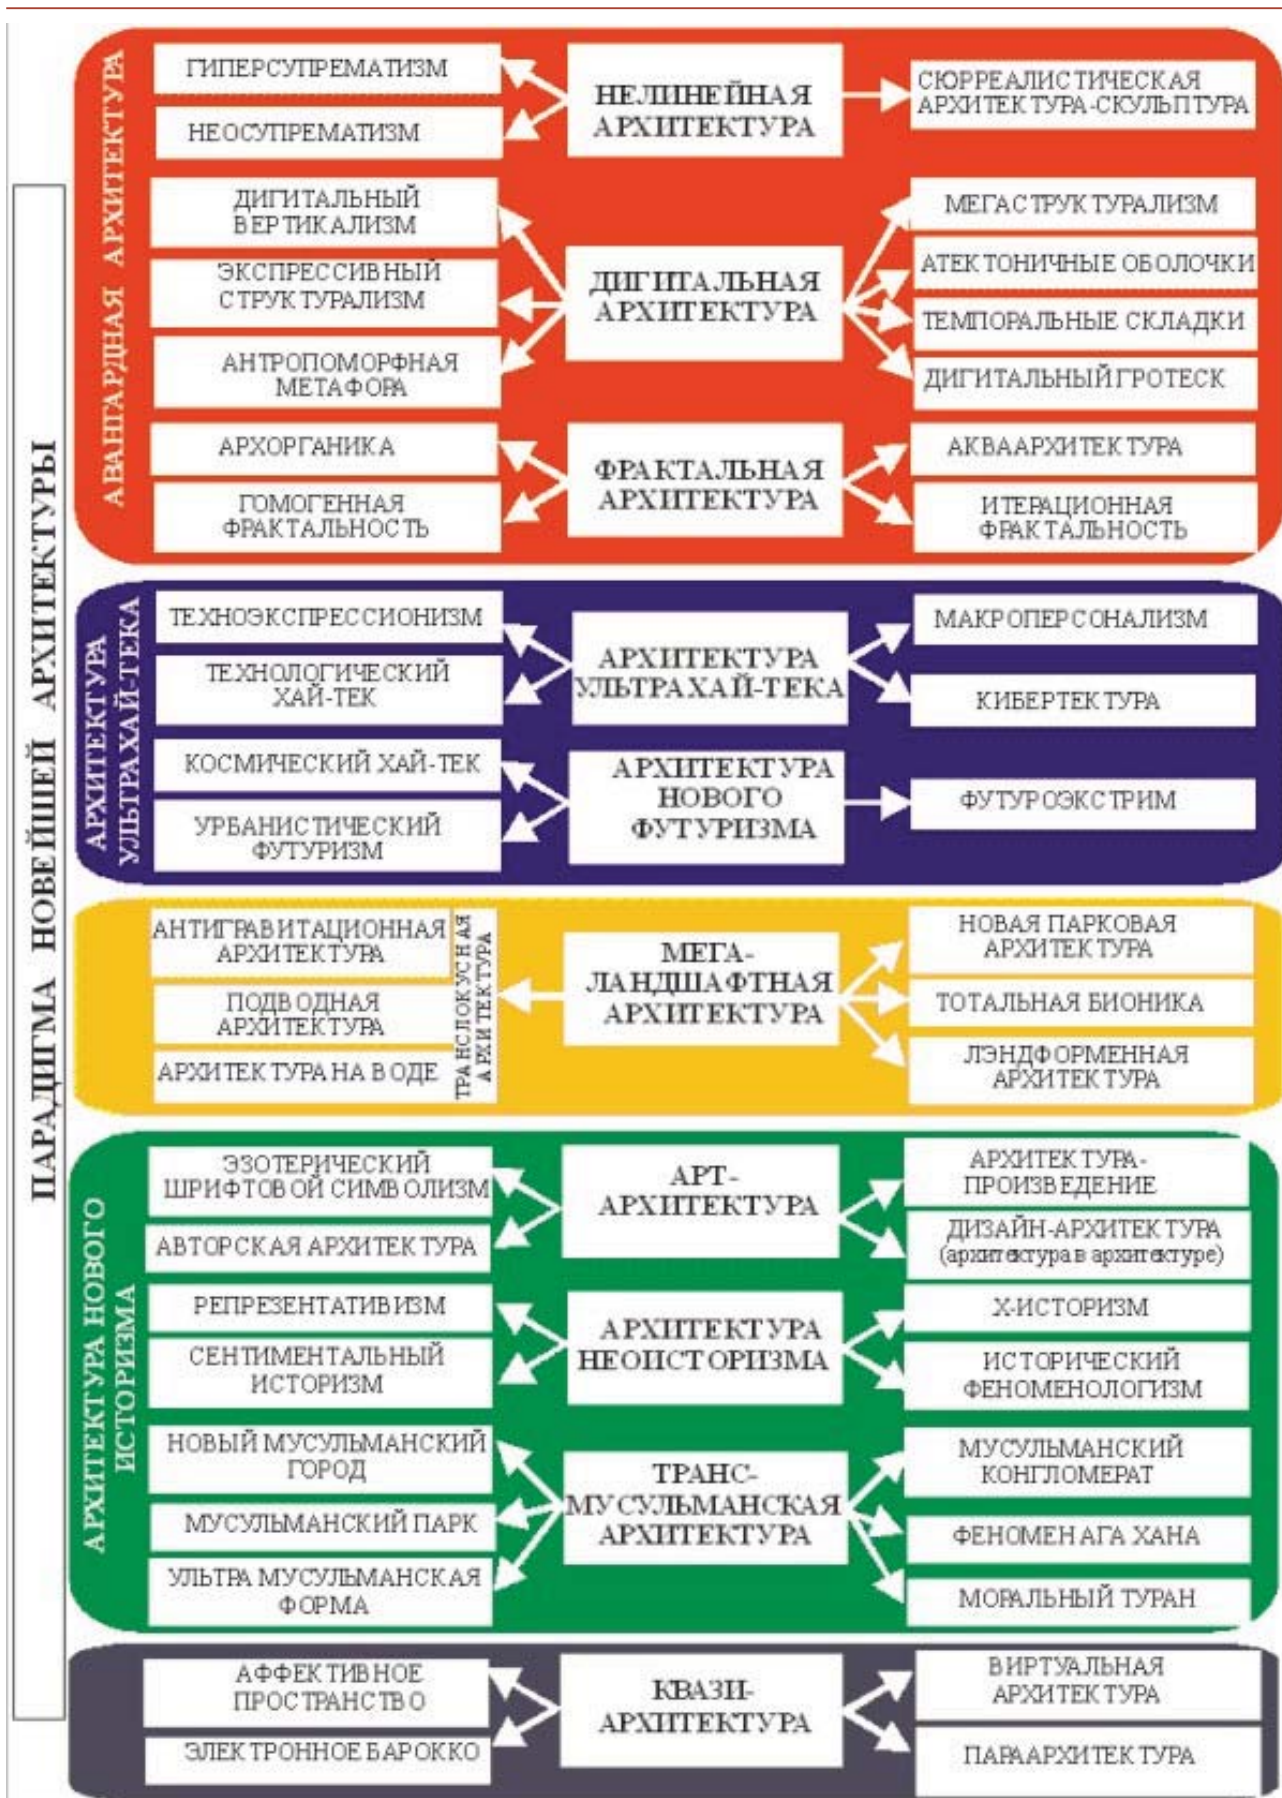 ПАРАДИГМА НОВЕЙШЕЙ АРХИТЕКТУРЫ
АВАНГАРДНАЯ АРХИТЕКТУРА
ГИПЕРСУПРЕМАТИЗМ
НЕОСУПРЕМАТИЗМ
НЕЛИНЕЙНАЯ
АРХИТЕКТУРА
СЮРРЕАЛИСТИЧЕСКАЯ
АРХИТЕКТУРА-СКУЛЬПТУРА
ДИГИТАЛЬНЫЙ
ВЕРТИКАЛИЗМ
ЭКСПРЕССИВНЫЙ
СТРУКТУРАЛИЗМ
АНТРОПОМОРФНАЯ
МЕТАФОРА
ДИГИТАЛЬНАЯ
АРХИТЕКТУРА
МЕГАСТРУКТУРАЛИЗМ
АТЕКТОНИЧНЫЕ ОБОЛОЧКИ
ТЕМПОРАЛЬНЫЕ СКЛАДКИ
ДИГИТАЛЬНЫЙ ГРОТЕСК
АРХОРГАНИКА
ГОМОГЕННАЯ
ФРАКТАЛЬНОСТЬ
ФРАКТАЛЬНАЯ
АРХИТЕКТУРА
АКВААРХИТЕКТУРА
ИТЕРАЦИОННАЯ
ФРАКТАЛЬНОСТЬ
АРХИТЕКТУРА
УЛЬТРАХАЙ-ТЕКА
ТЕХНОЭКСПРЕССИОНИЗМ
ТЕХНОЛОГИЧЕСКИЙ
ХАЙ-ТЕК
АРХИТЕКТУРА
УЛЬТРАХАЙ-ТЕКА
МАКРОПЕРСОНАЛИЗМ
КИБЕРТЕКТУРА
КОСМИЧЕСКИЙ ХАЙ-ТЕК
УРБАНИСТИЧЕСКИЙ
ФУТУРИЗМ
АРХИТЕКТУРА
НОВОГО
ФУТУРИЗМА
ФУТУРОЭКСТРИМ
АНТИГРАВИТАЦИОННАЯ
АРХИТЕКТУРА
ПОДВОДНАЯ
АРХИТЕКТУРА
АРХИТЕКТУРА НА ВОДЕ
ТРАНСЛОКУСНАЯ
АРХИТЕКТУРА
МЕГА-
ЛАНДШАФТНАЯ
АРХИТЕКТУРА
НОВАЯ ПАРКОВАЯ
АРХИТЕКТУРА
ТОТАЛЬНАЯ БИОНИКА
ЛЭНДФОРМЕННАЯ
АРХИТЕКТУРА
АРХИТЕКТУРА НОВОГО
ИСТОРИЗМА
ЭЗОТЕРИЧЕСКИЙ
ШРИФТОВОЙ СИМВОЛИЗМ
АВТОРСКАЯ АРХИТЕКТУРА
АРТ-
АРХИТЕКТУРА
АРХИТЕКТУРА-
ПРОИЗВЕДЕНИЕ
ДИЗАЙН-АРХИТЕКТУРА
(архитектура в архитектуре)
РЕПРЕЗЕНТАТИВИЗМ
СЕНТИМЕНТАЛЬНЫЙ
ИСТОРИЗМ
АРХИТЕКТУРА
НЕОИСТОРИЗМА
Х-ИСТОРИЗМ
ИСТОРИЧЕСКИЙ
ФЕНОМЕНОЛОГИЗМ
НОВЫЙ МУСУЛЬМАНСКИЙ
ГОРОД
МУСУЛЬМАНСКИЙ ПАРК
УЛЬТРА МУСУЛЬМАНСКАЯ
ФОРМА
ТРАНС-
МУСУЛЬМАНСКАЯ
АРХИТЕКТУРА
МУСУЛЬМАНСКИЙ
КОНГЛОМЕРАТ
ФЕНОМЕН АГА ХАНА
МОРАЛЬНЫЙ ТУРАН
АФФЕКТИВНОЕ
ПРОСТРАНСТВО
ЭЛЕКТРОННОЕ БАРОККО
КВАЗИ-
АРХИТЕКТУРА
ВИРТУАЛЬНАЯ
АРХИТЕКТУРА
ПАРААРХИТЕКТУРА